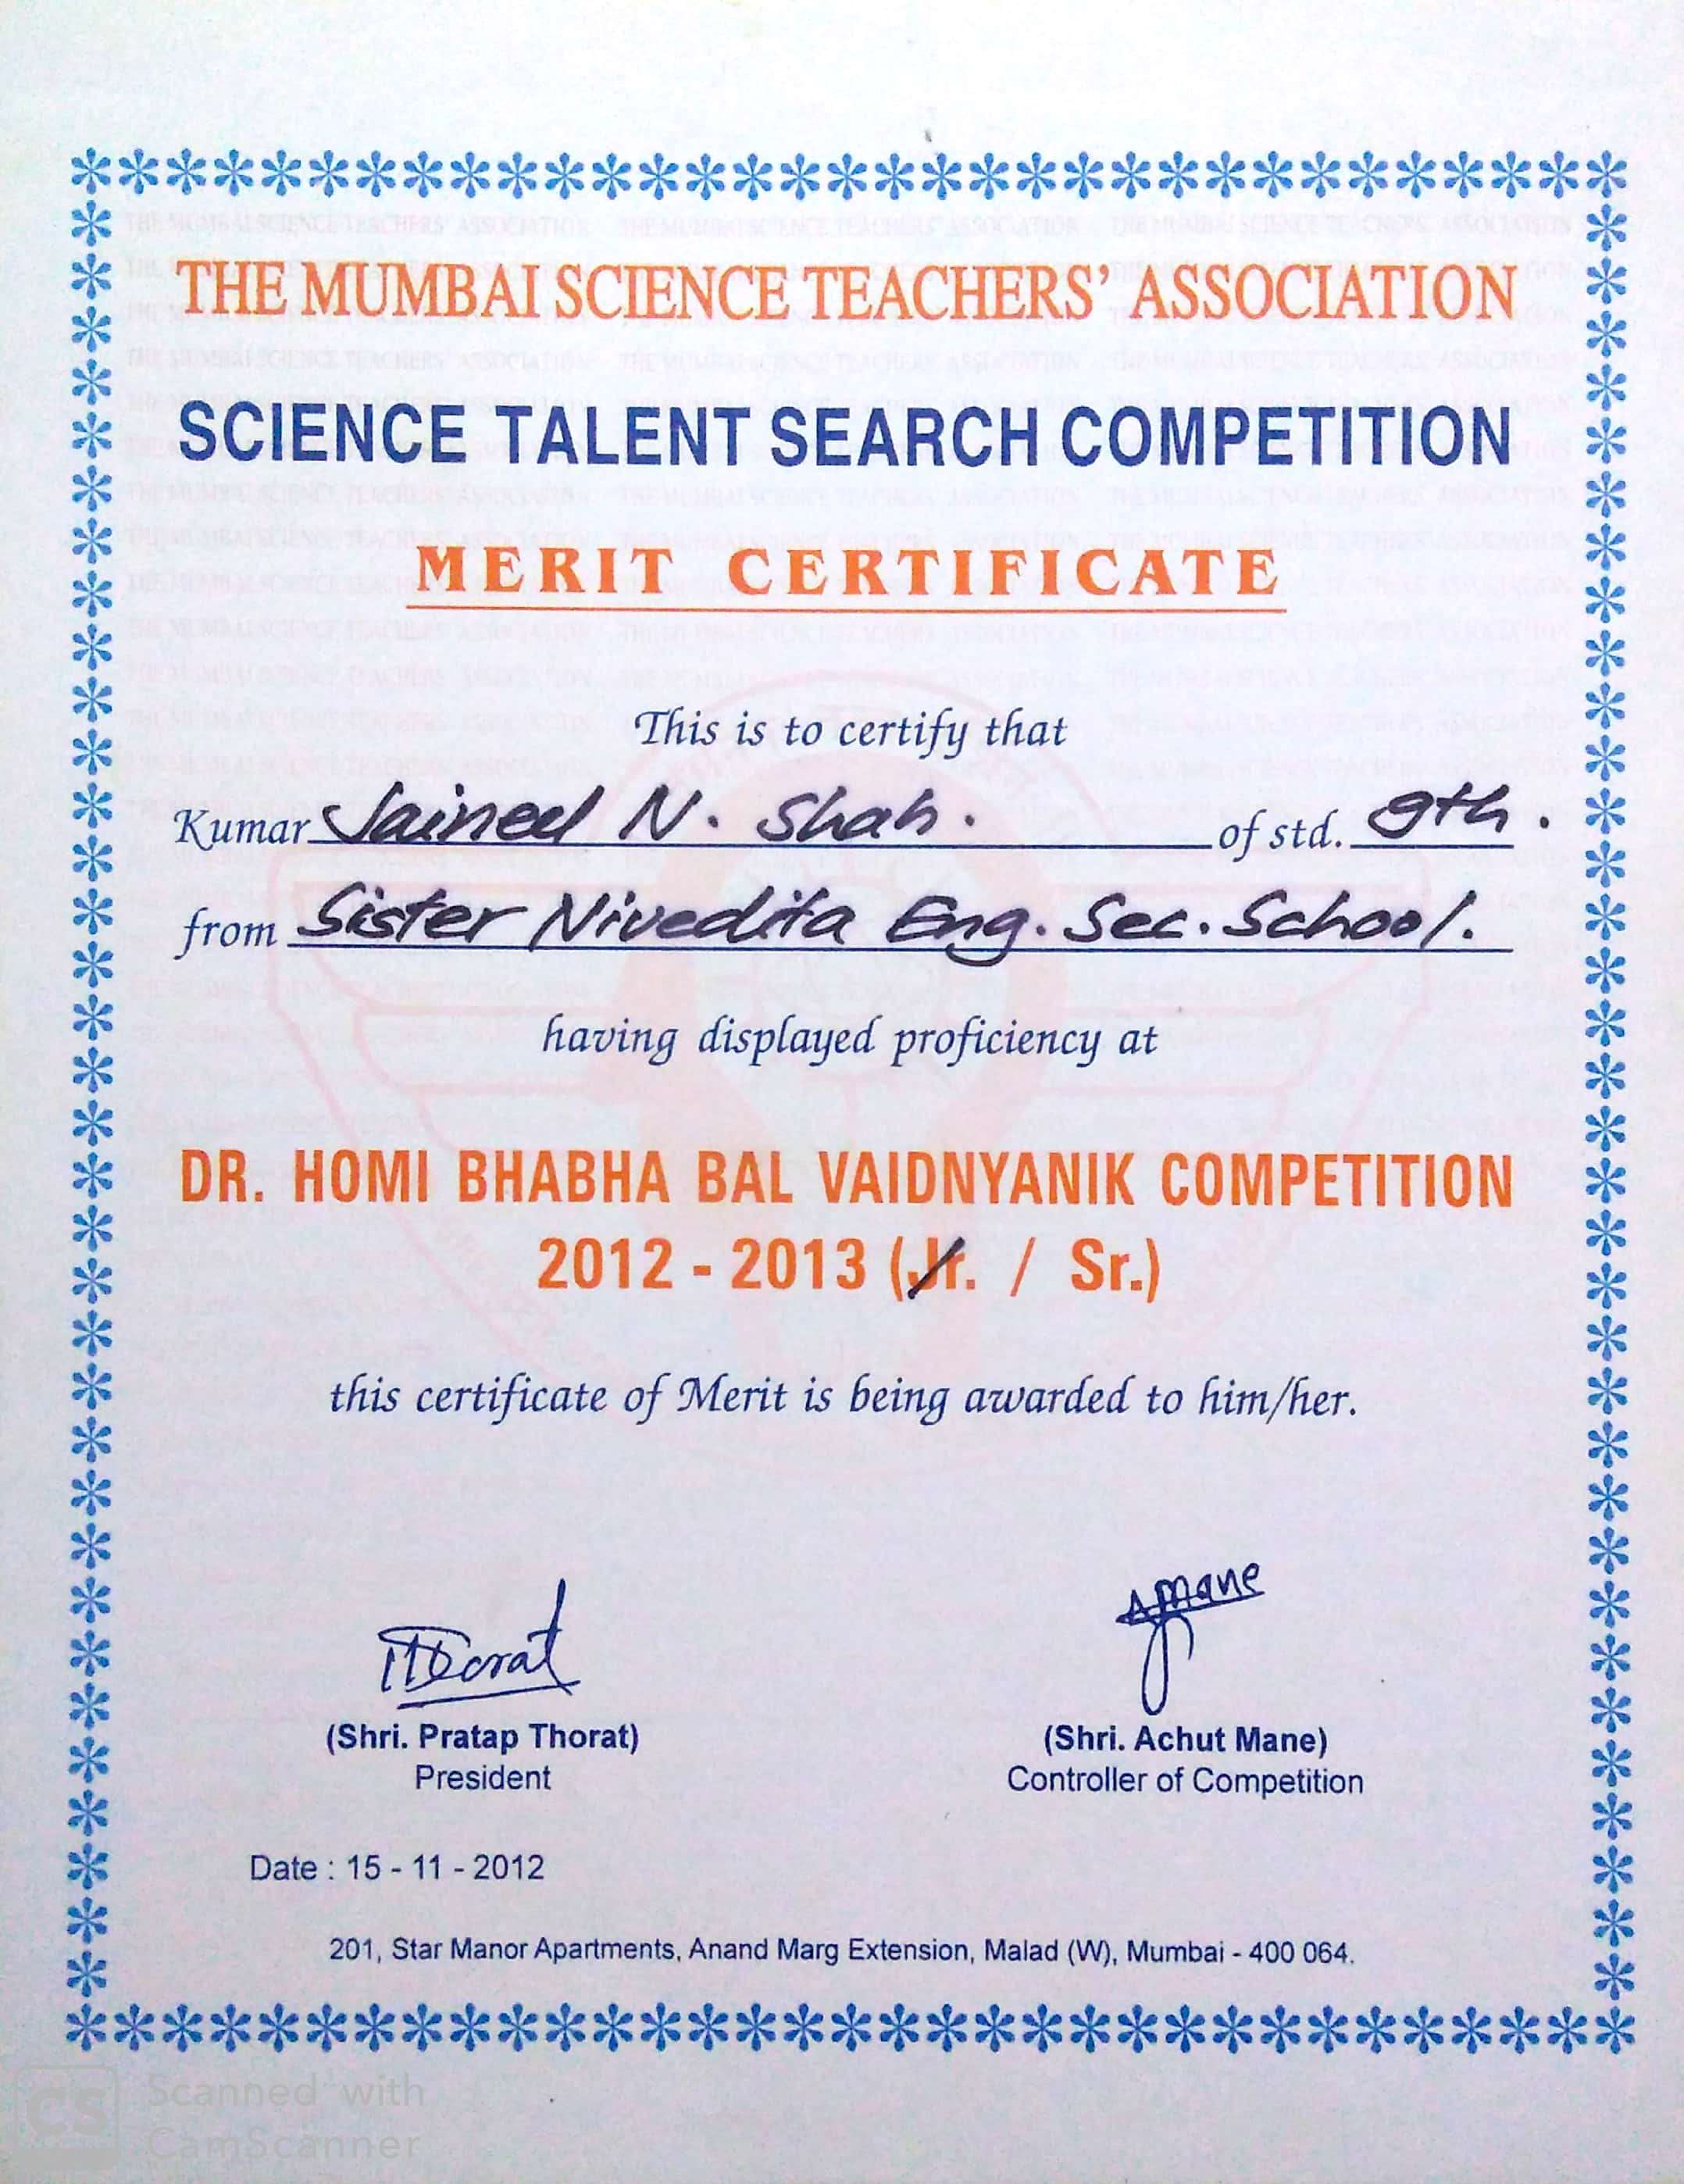 THE MUMBAI SCIENCE TEACHERS' ASSOCIATION
SCIENCE TALENT SEARCH COMPETITION
MERIT CERTIFICATE
This is to certify that
Kumar Jaineel N. Shah. of std. 9th.
from Sister Nivedita Eng. Sec. School.
having displayed proficiency at
DR. HOMI BHABHA BAL VAIDNYANIK COMPETITION
2012 - 2013 (Jr. / Sr.)
this certificate of Merit is being awarded to him/her.
(Shri. Pratap Thorat)
President
(Shri. Achut Mane)
Controller of Competition
Date : 15 - 11 - 2012
201, Star Manor Apartments, Anand Marg Extension, Malad (W), Mumbai - 400 064.
CS Scanned with
CamScanner